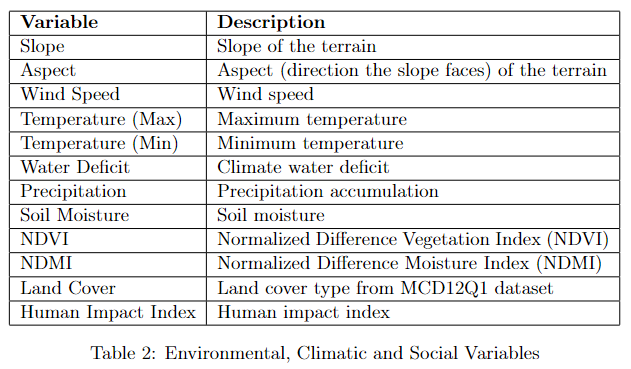 Variable Description
Slope Slope of the terrain
Aspect Aspect (direction the slope faces) of the terrain
Wind Speed Wind speed
Temperature (Max) Maximum temperature
Temperature (Min) Minimum temperature
Water Deficit Climate water deficit
Precipitation Precipitation accumulation
Soil Moisture Soil moisture
NDVI Normalized Difference Vegetation Index (NDVI)
NDMI Normalized Difference Moisture Index (NDMI)
Land Cover Land cover type from MCD12Q1 dataset
Human Impact Index Human impact index
Table 2: Environmental, Climatic and Social Variables